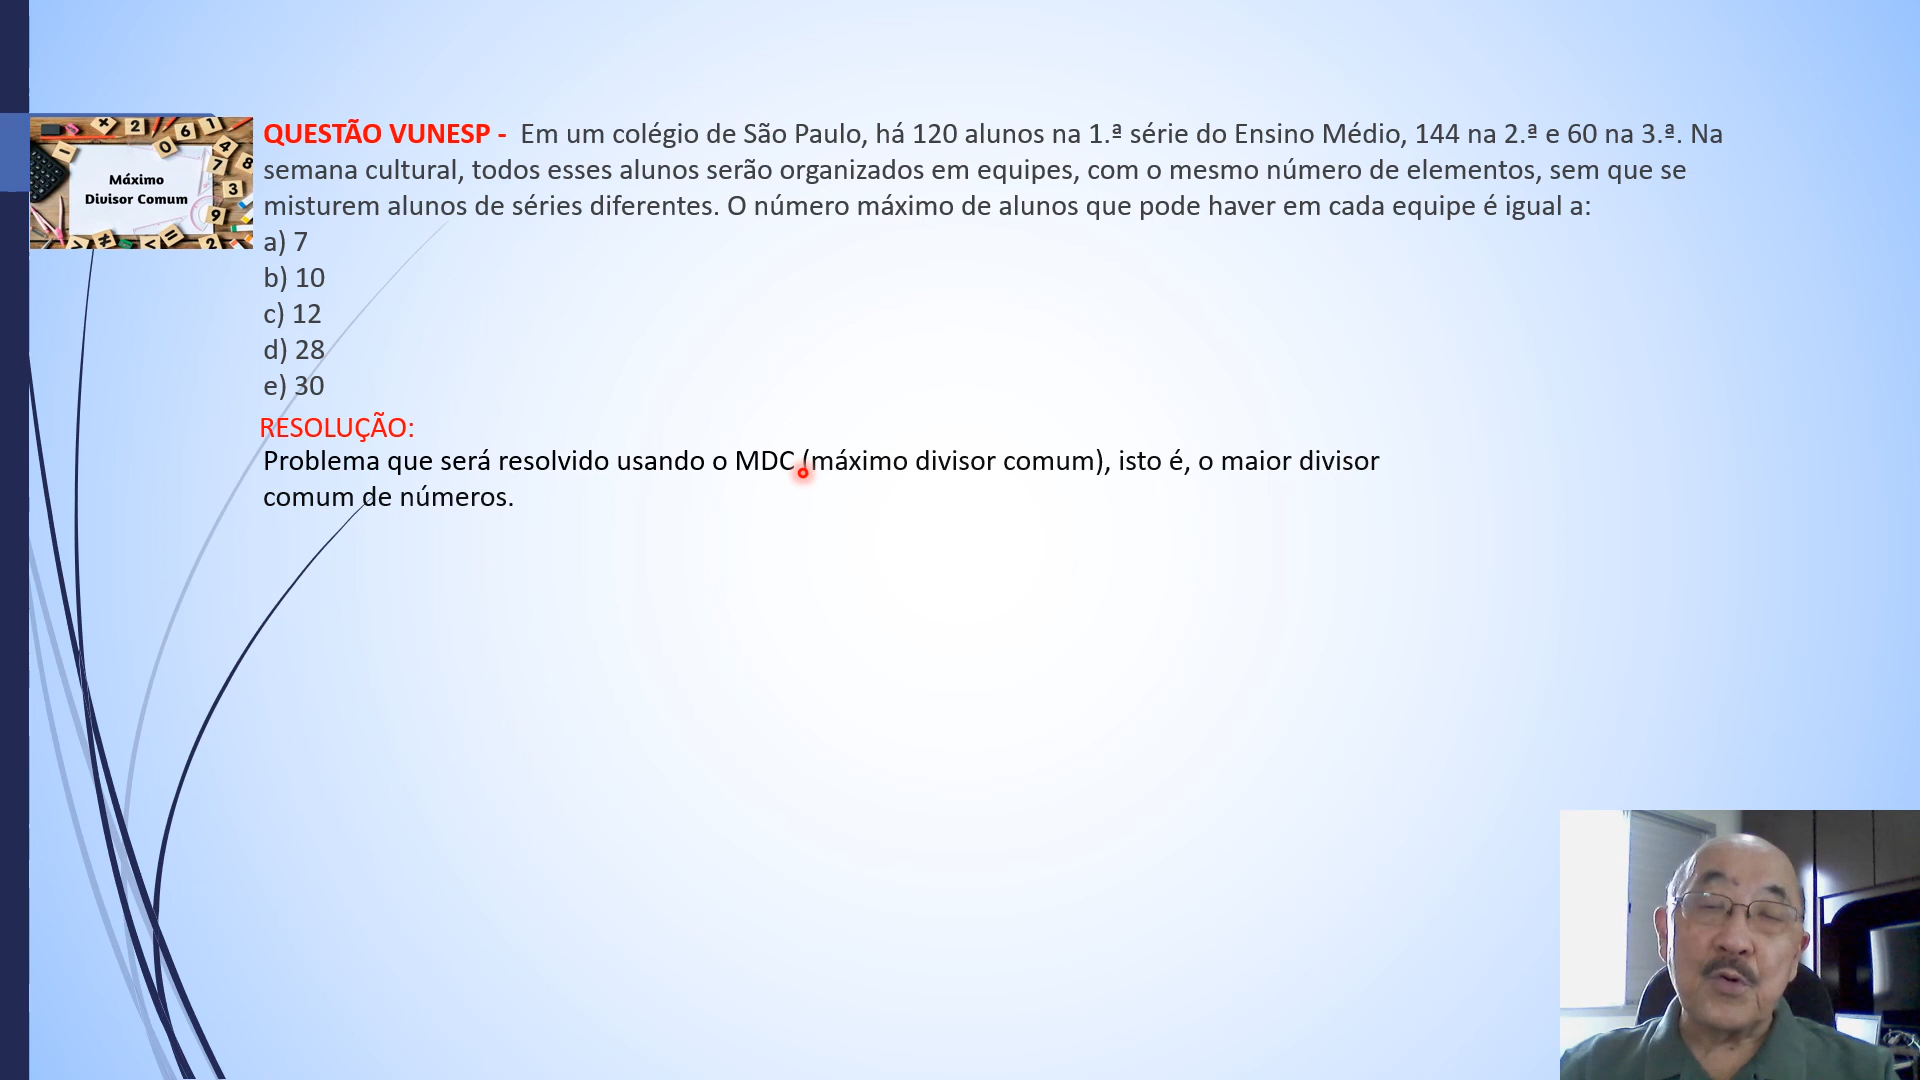 Máximo
Divisor Comum
QUESTÃO VUNESP - Em um colégio de São Paulo, há 120 alunos na 1.ª série do Ensino Médio, 144 na 2.ª e 60 na 3.ª. Na
semana cultural, todos esses alunos serão organizados em equipes, com o mesmo número de elementos, sem que se
misturem alunos de séries diferentes. O número máximo de alunos que pode haver em cada equipe é igual a:
a) 7
b) 10
c) 12
d) 28
e) 30
RESOLUÇÃO:
Problema que será resolvido usando o MDC (máximo divisor comum), isto é, o maior divisor
comum de números.